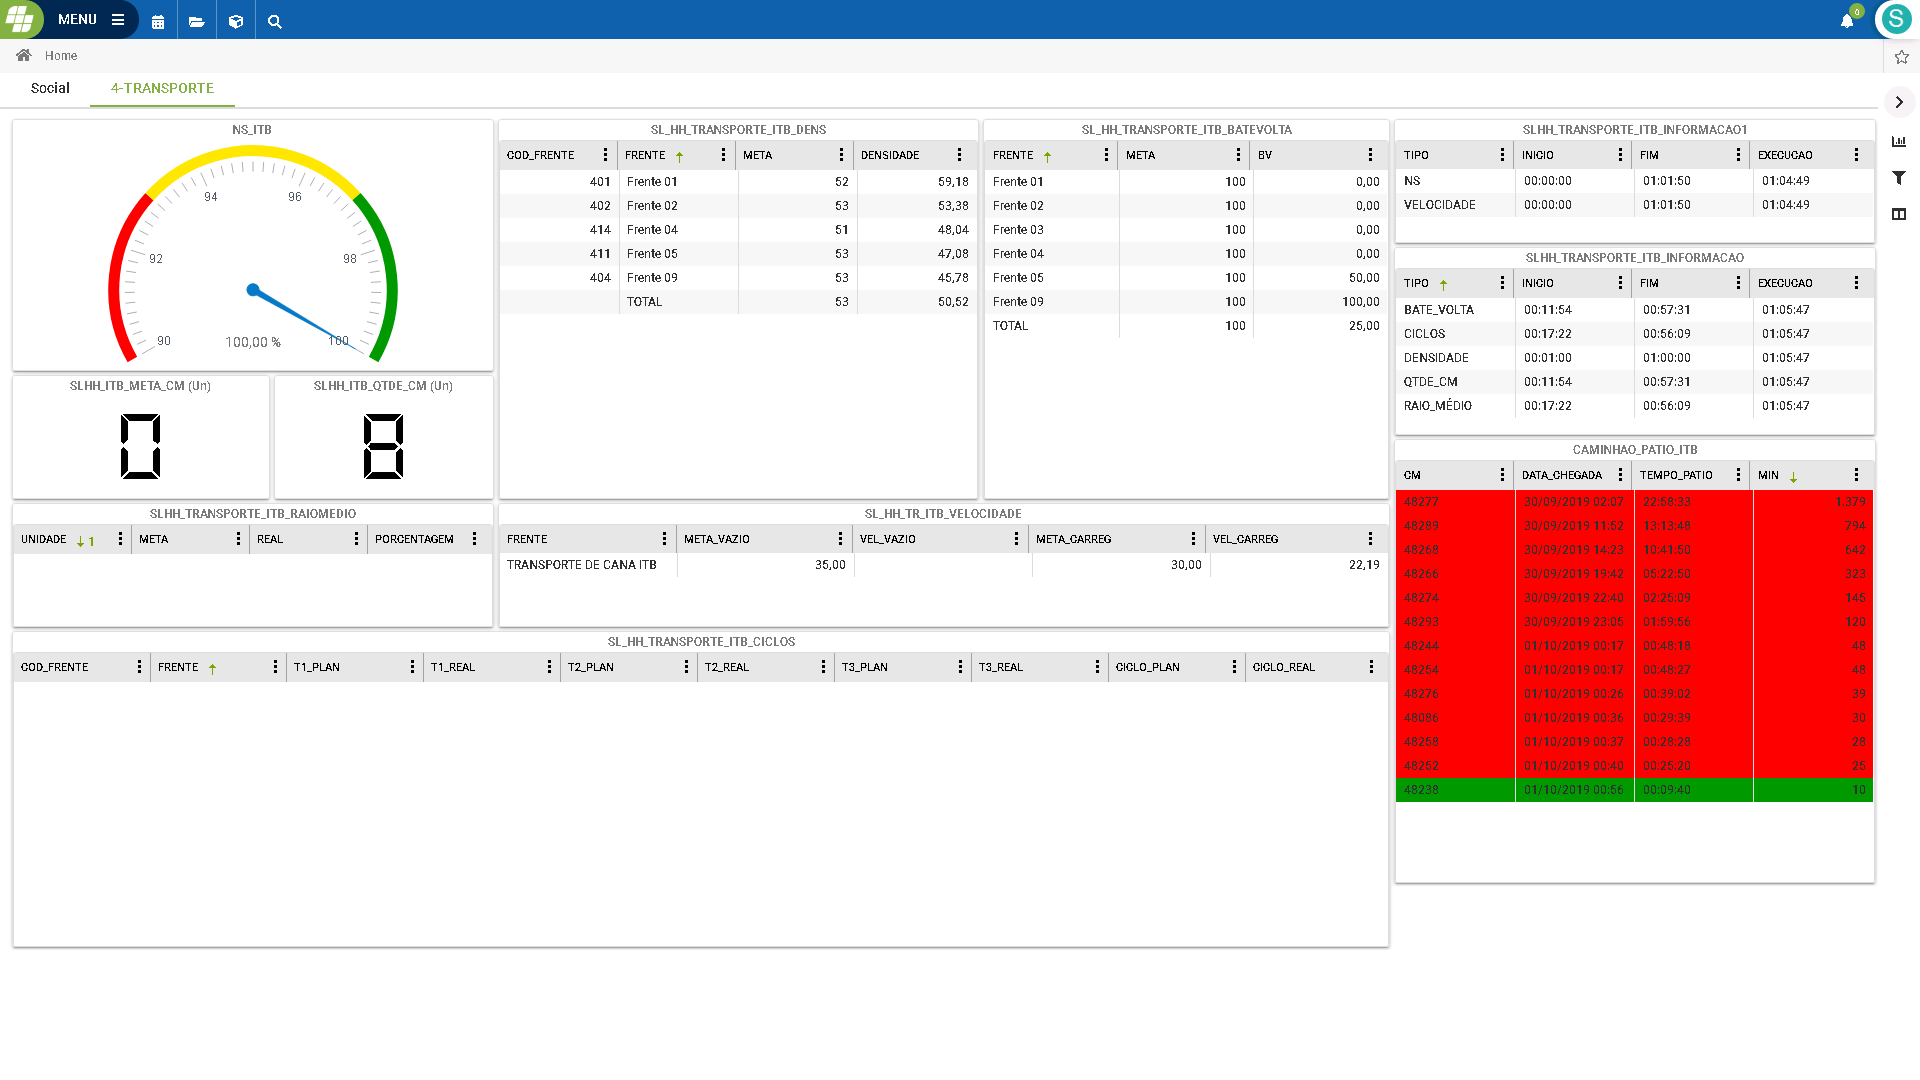 MENU
0
S
Home
Social
4-TRANSPORTE
NS_ITB
90
92
94
96
98
100
100,00 %
SLHH_ITB_META_CM (Un)
0
SLHH_ITB_QTDE_CM (Un)
8
SL_HH_TRANSPORTE_ITB_DENS
COD_FRENTE FRENTE META DENSIDADE
401 Frente 01 52 59,18
402 Frente 02 53 53,38
414 Frente 04 51 48,04
411 Frente 05 53 47,08
404 Frente 09 53 45,78
TOTAL 53 50,52
SL_HH_TRANSPORTE_ITB_BATEVOLTA
FRENTE META BV
Frente 01 100 0,00
Frente 02 100 0,00
Frente 03 100 0,00
Frente 04 100 0,00
Frente 05 100 50,00
Frente 09 100 100,00
TOTAL 100 25,00
SLHH_TRANSPORTE_ITB_INFORMACAO1
TIPO INICIO FIM EXECUCAO
NS 00:00:00 01:01:50 01:04:49
VELOCIDADE 00:00:00 01:01:50 01:04:49
SLHH_TRANSPORTE_ITB_INFORMACAO
TIPO INICIO FIM EXECUCAO
BATE_VOLTA 00:11:54 00:57:31 01:05:47
CICLOS 00:17:22 00:56:09 01:05:47
DENSIDADE 00:01:00 01:00:00 01:05:47
QTDE_CM 00:11:54 00:57:31 01:05:47
RAIO_MÉDIO 00:17:22 00:56:09 01:05:47
CAMINHAO_PATIO_ITB
CM DATA_CHEGADA TEMPO_PATIO MIN
48277 30/09/2019 02:07 22:58:33 1.379
48289 30/09/2019 11:52 13:13:48 794
48268 30/09/2019 14:23 10:41:50 642
48266 30/09/2019 19:42 05:22:50 323
48274 30/09/2019 22:40 02:25:09 145
48293 30/09/2019 23:05 01:59:56 120
48244 01/10/2019 00:17 00:48:18 48
48254 01/10/2019 00:17 00:48:27 48
48276 01/10/2019 00:26 00:39:02 39
48086 01/10/2019 00:36 00:29:39 30
48258 01/10/2019 00:37 00:28:28 28
48252 01/10/2019 00:40 00:25:20 25
48238 01/10/2019 00:56 00:09:40 10
SLHH_TRANSPORTE_ITB_RAIOMEDIO
UNIDADE 1 META REAL PORCENTAGEM
SL_HH_TR_ITB_VELOCIDADE
FRENTE META_VAZIO VEL_VAZIO META_CARREG VEL_CARREG
TRANSPORTE DE CANA ITB 35,00 30,00 22,19
SL_HH_TRANSPORTE_ITB_CICLOS
COD_FRENTE FRENTE T1_PLAN T1_REAL T2_PLAN T2_REAL T3_PLAN T3_REAL CICLO_PLAN CICLO_REAL